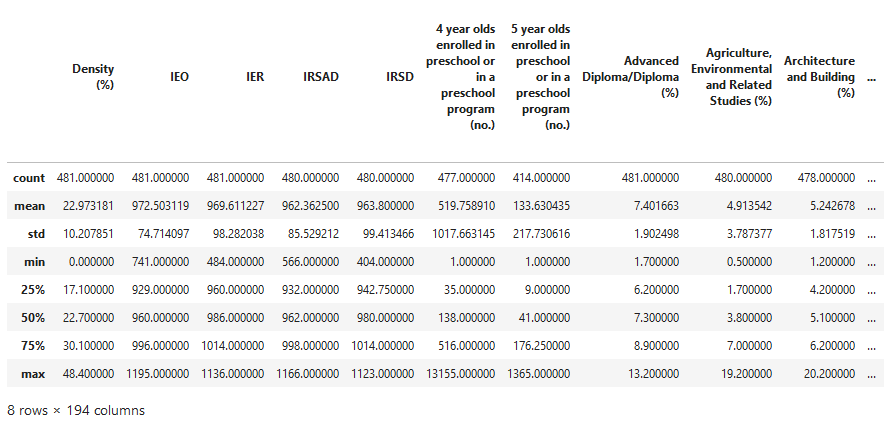 Density (%) IEO IER IRSAD IRSD 4 year olds enrolled in preschool or in a preschool program (no.) 5 year olds enrolled in preschool or in a preschool program (no.) Advanced Diploma/Diploma (%) Agriculture, Environmental and Related Studies (%) Architecture and Building (%) ...
count 481.000000 481.000000 481.000000 480.000000 480.000000 477.000000 414.000000 481.000000 480.000000 478.000000 ...
mean 22.973181 972.503119 969.611227 962.362500 963.800000 519.758910 133.630435 7.401663 4.913542 5.242678 ...
std 10.207851 74.714097 98.282038 85.529212 99.413466 1017.663145 217.730616 1.902498 3.787377 1.817519 ...
min 0.000000 741.000000 484.000000 566.000000 404.000000 1.000000 1.000000 1.700000 0.500000 1.200000 ...
25% 17.100000 929.000000 960.000000 932.000000 942.750000 35.000000 9.000000 6.200000 1.700000 4.200000 ...
50% 22.700000 960.000000 986.000000 962.000000 980.000000 138.000000 41.000000 7.300000 3.800000 5.100000 ...
75% 30.100000 996.000000 1014.000000 998.000000 1014.000000 516.000000 176.250000 8.900000 7.000000 6.200000 ...
max 48.400000 1195.000000 1136.000000 1166.000000 1123.000000 13155.000000 1365.000000 13.200000 19.200000 20.200000 ...
8 rows × 194 columns